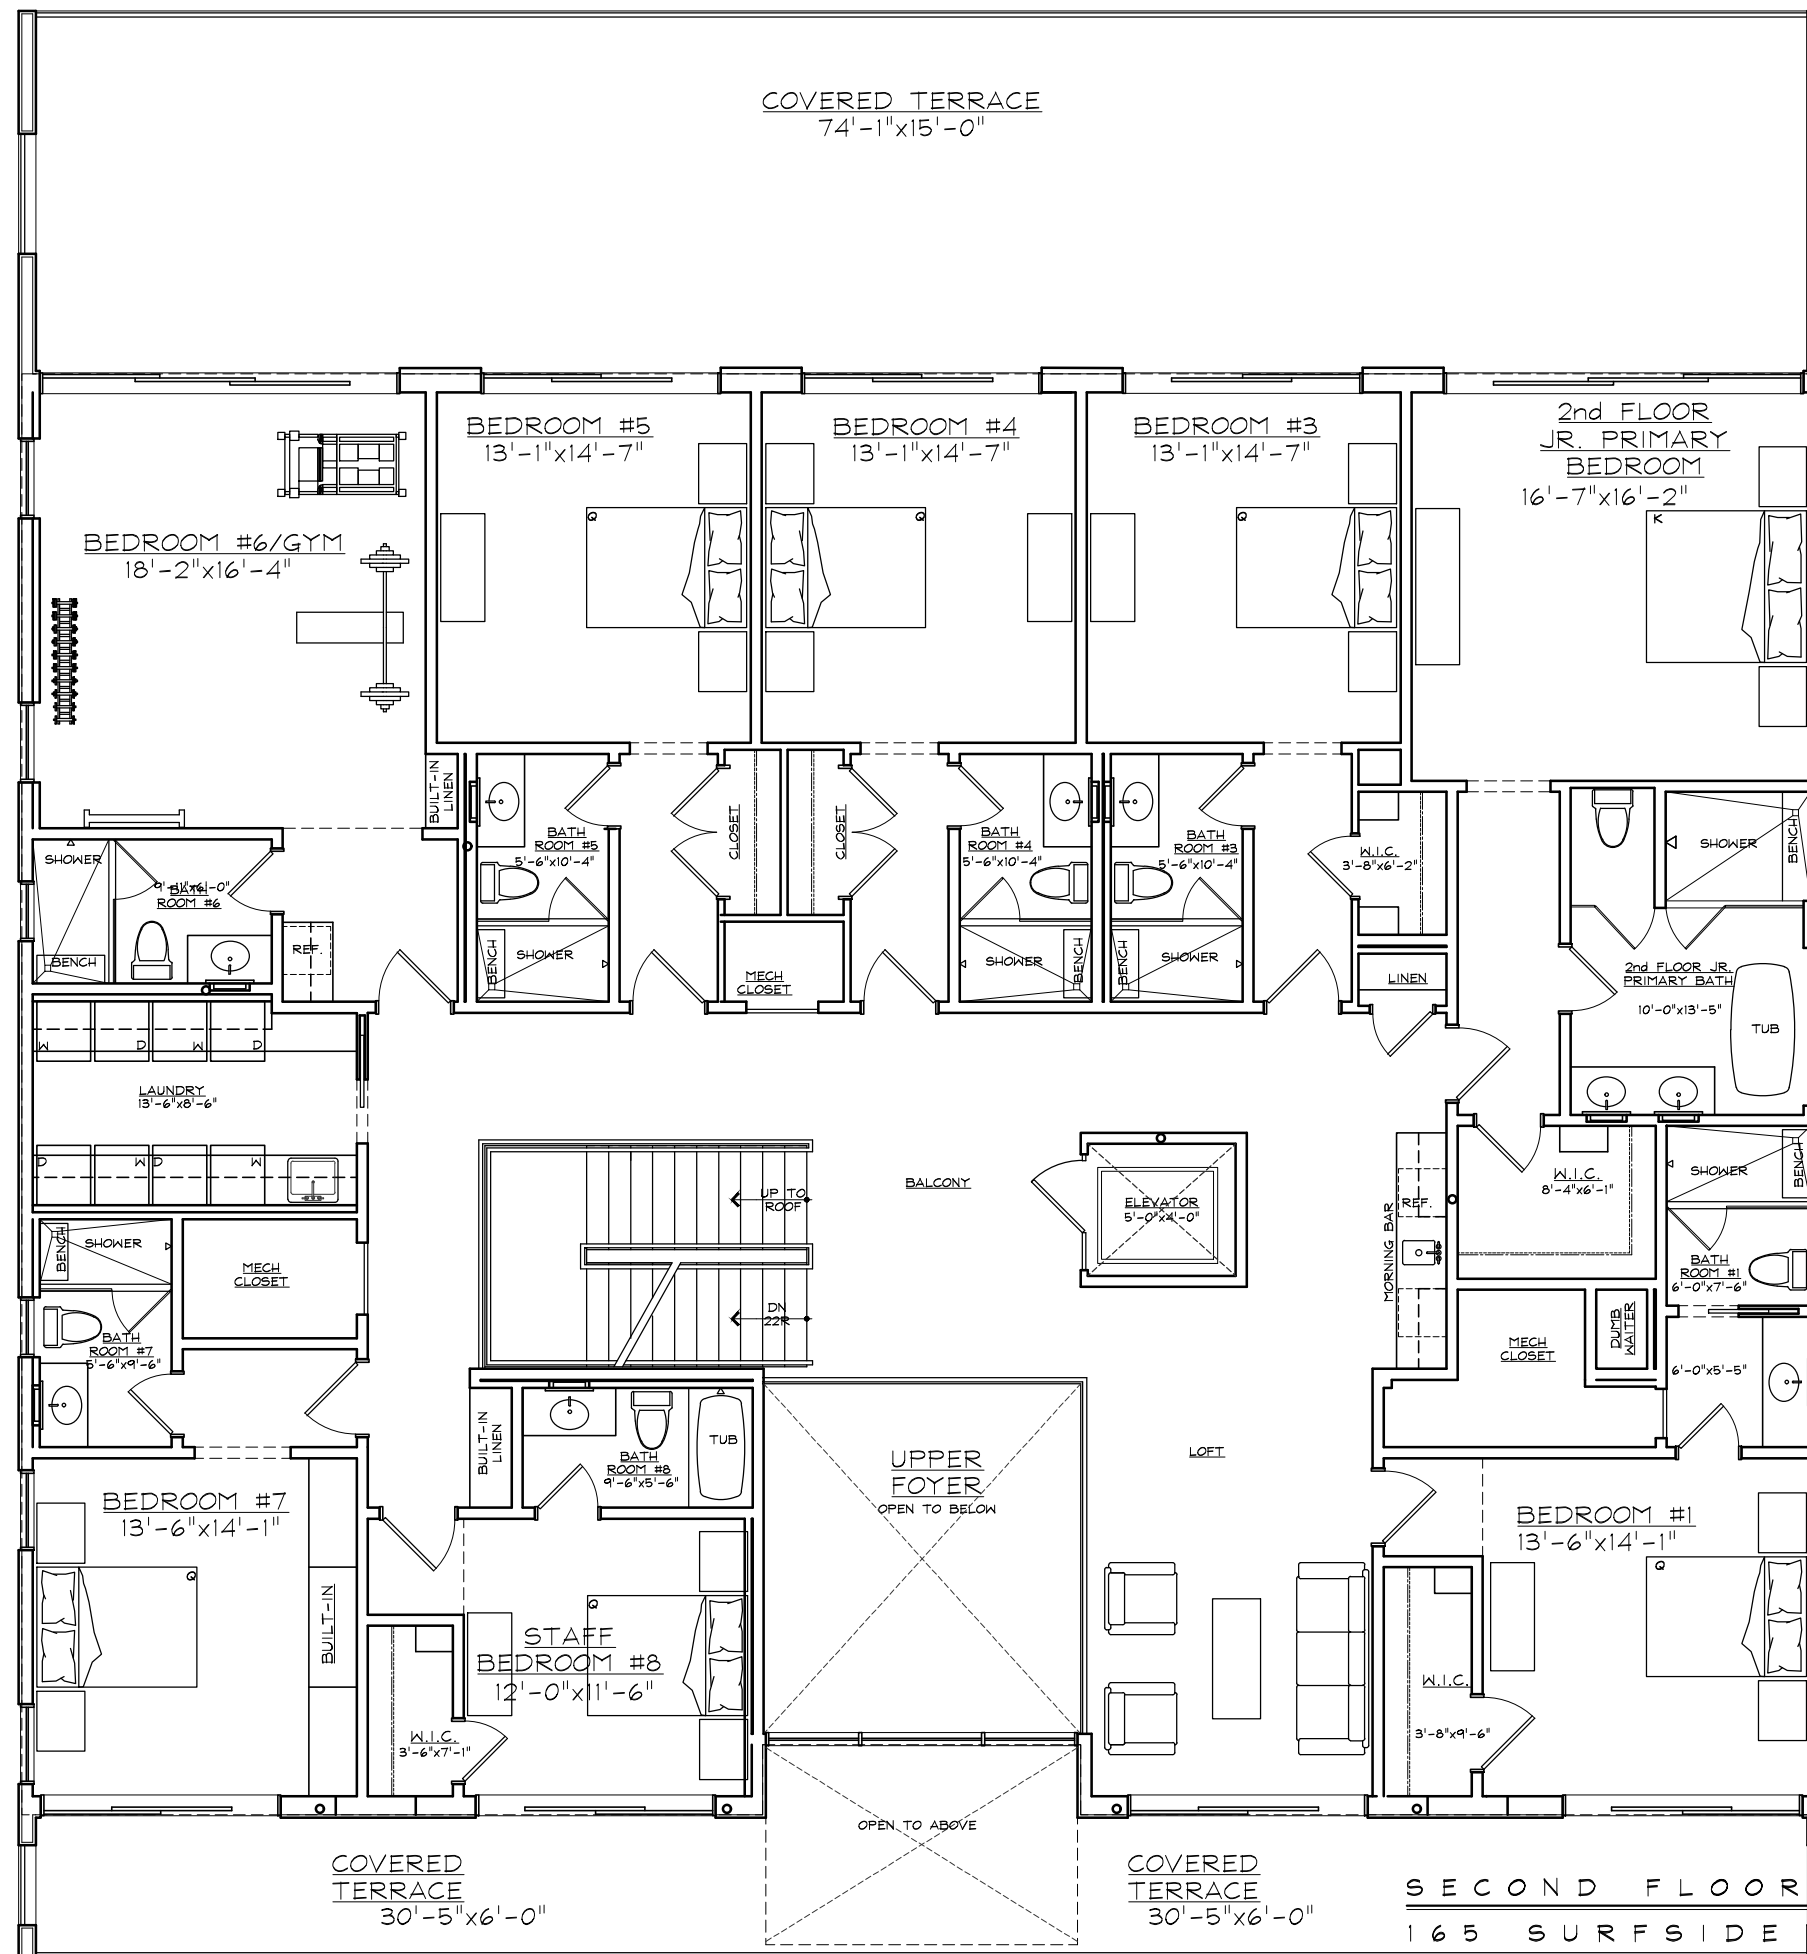 COVERED TERRACE
74'-1"x15'-0"
BEDROOM #5
13'-1"x14'-7"
BEDROOM #4
13'-1"x14'-7"
BEDROOM #3
13'-1"x14'-7"
2nd FLOOR
JR. PRIMARY
BEDROOM
16'-7"x16'-2"
BEDROOM #6/GYM
18'-2"x16'-4"
Q
Q
Q
K
BUILT-IN
LINEN
BATH
ROOM #5
5'-6"x10'-4"
CLOSET
CLOSET
BATH
ROOM #4
5'-6"x10'-4"
BATH
ROOM #3
5'-6"x10'-4"
W.I.C.
3'-8"x6'-2"
SHOWER
BENCH
SHOWER
BATH
ROOM #6
BENCH
REF.
BENCH
SHOWER
MECH
CLOSET
SHOWER
BENCH
BENCH
SHOWER
LINEN
2nd FLOOR JR.
PRIMARY BATH
10'-0"x13'-5"
TUB
W
D
W
D
LAUNDRY
13'-6"x8'-6"
D
W
D
W
UP TO
ROOF
BALCONY
ELEVATOR
5'-0"x4'-0"
MORNING BAR
REF.
W.I.C.
8'-4"x6'-1"
SHOWER
BENCH
BENCH
SHOWER
MECH
CLOSET
DN
22R
BATH
ROOM #1
6'-0"x7'-6"
BATH
ROOM #7
5'-6"x9'-6"
MECH
CLOSET
DUMB
WAITER
6'-0"x5'-5"
BUILT-IN
LINEN
BATH
ROOM #8
9'-6"x5'-6"
TUB
UPPER
FOYER
OPEN TO BELOW
LOFT
BEDROOM #7
13'-6"x14'-1"
BEDROOM #1
13'-6"x14'-1"
Q
BUILT-IN
Q
Q
STAFF
BEDROOM #8
12'-0"x11'-6"
W.I.C.
3'-6"x7'-1"
W.I.C.
3'-8"x9'-6"
OPEN TO ABOVE
COVERED
TERRACE
30'-5"x6'-0"
COVERED
TERRACE
30'-5"x6'-0"
SECOND FLOOR
165 SURFSIDE